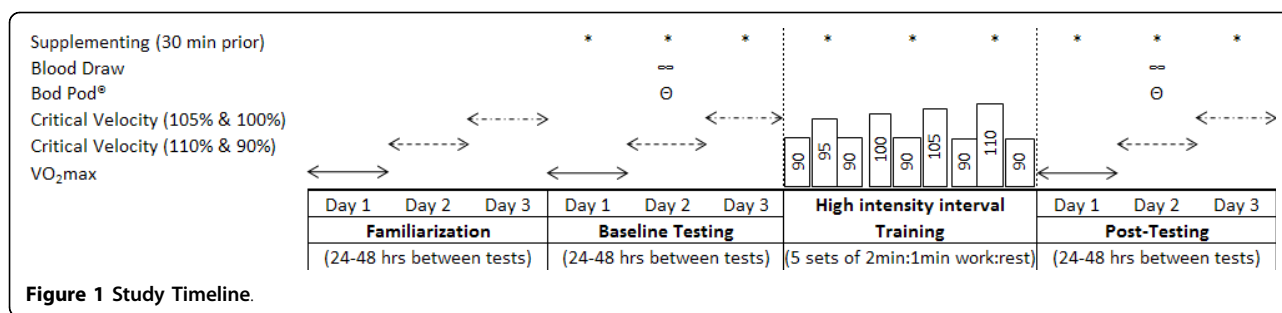 Supplementing (30 min prior) * * * * * * * * *
Blood Draw ∞ ∞
Bod Pod® Θ Θ
Critical Velocity (105% & 100%)
Critical Velocity (110% & 90%)
VO₂max
90 95 90 100 90 105 90 110 90
Day 1 Day 2 Day 3 Day 1 Day 2 Day 3 High intensity interval Day 1 Day 2 Day 3
Familiarization Baseline Testing Training Post-Testing
(24-48 hrs between tests) (24-48 hrs between tests) (5 sets of 2min:1min work:rest) (24-48 hrs between tests)
Figure 1 Study Timeline.